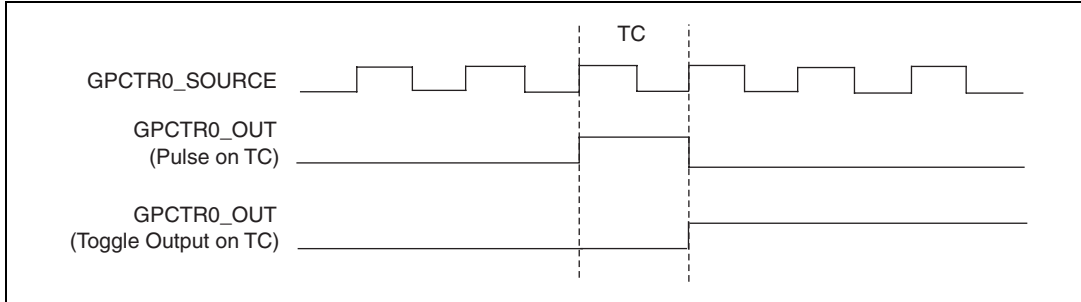 TC
GPCTR0_SOURCE
GPCTR0_OUT
(Pulse on TC)
GPCTR0_OUT
(Toggle Output on TC)